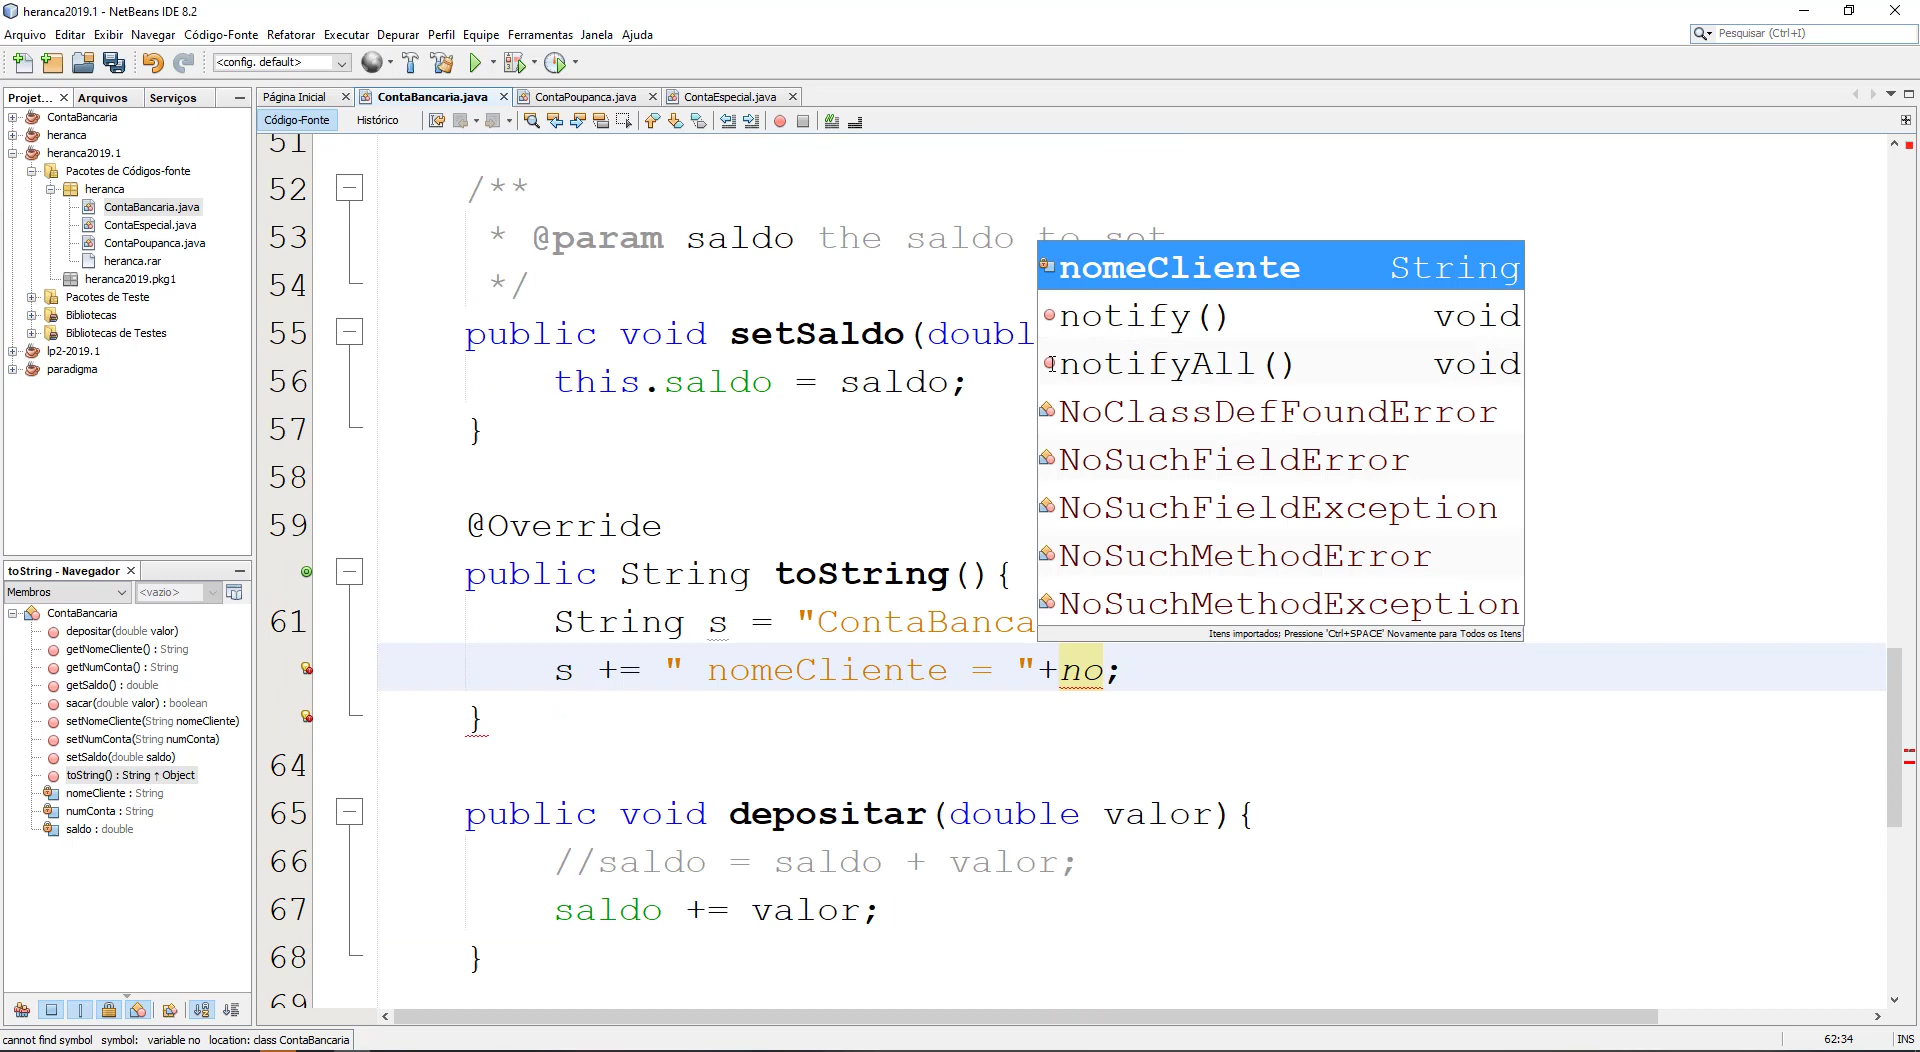 heranca2019.1 - NetBeans IDE 8.2
Arquivo Editar Exibir Navegar Código-Fonte Refatorar Executar Depurar Perfil Equipe Ferramentas Janela Ajuda
Pesquisar (Ctrl+I)
<config. default>
Projet... Arquivos Serviços
ContaBancaria
heranca
heranca2019.1
Pacotes de Códigos-fonte
heranca
ContaBancaria.java
ContaEspecial.java
ContaPoupanca.java
heranca.rar
heranca2019.pkg1
Pacotes de Teste
Bibliotecas
Bibliotecas de Testes
lp2-2019.1
paradigma
toString - Navegador
Membros <vazio>
ContaBancaria
depositar(double valor)
getNomeCliente() : String
getNumConta() : String
getSaldo() : double
sacar(double valor) : boolean
setNomeCliente(String nomeCliente)
setNumConta(String numConta)
setSaldo(double saldo)
toString() : String ↑ Object
nomeCliente : String
numConta : String
saldo : double
Página Inicial ContaBancaria.java ContaPoupanca.java ContaEspecial.java
Código-Fonte Histórico
51
52 /**
53 * @param saldo the saldo to set
54 */
55 public void setSaldo(doubl
56 this.saldo = saldo;
57 }
58
59 @Override
public String toString(){
61 String s = "ContaBanca
s += " nomeCliente = "+no;
}
64
65 public void depositar(double valor){
66 //saldo = saldo + valor;
67 saldo += valor;
68 }
69
nomeCliente String
notify() void
notifyAll() void
NoClassDefFoundError
NoSuchFieldError
NoSuchFieldException
NoSuchMethodError
NoSuchMethodException
Itens importados; Pressione 'Ctrl+SPACE' Novamente para Todos os Itens
cannot find symbol symbol: variable no location: class ContaBancaria
62:34 INS